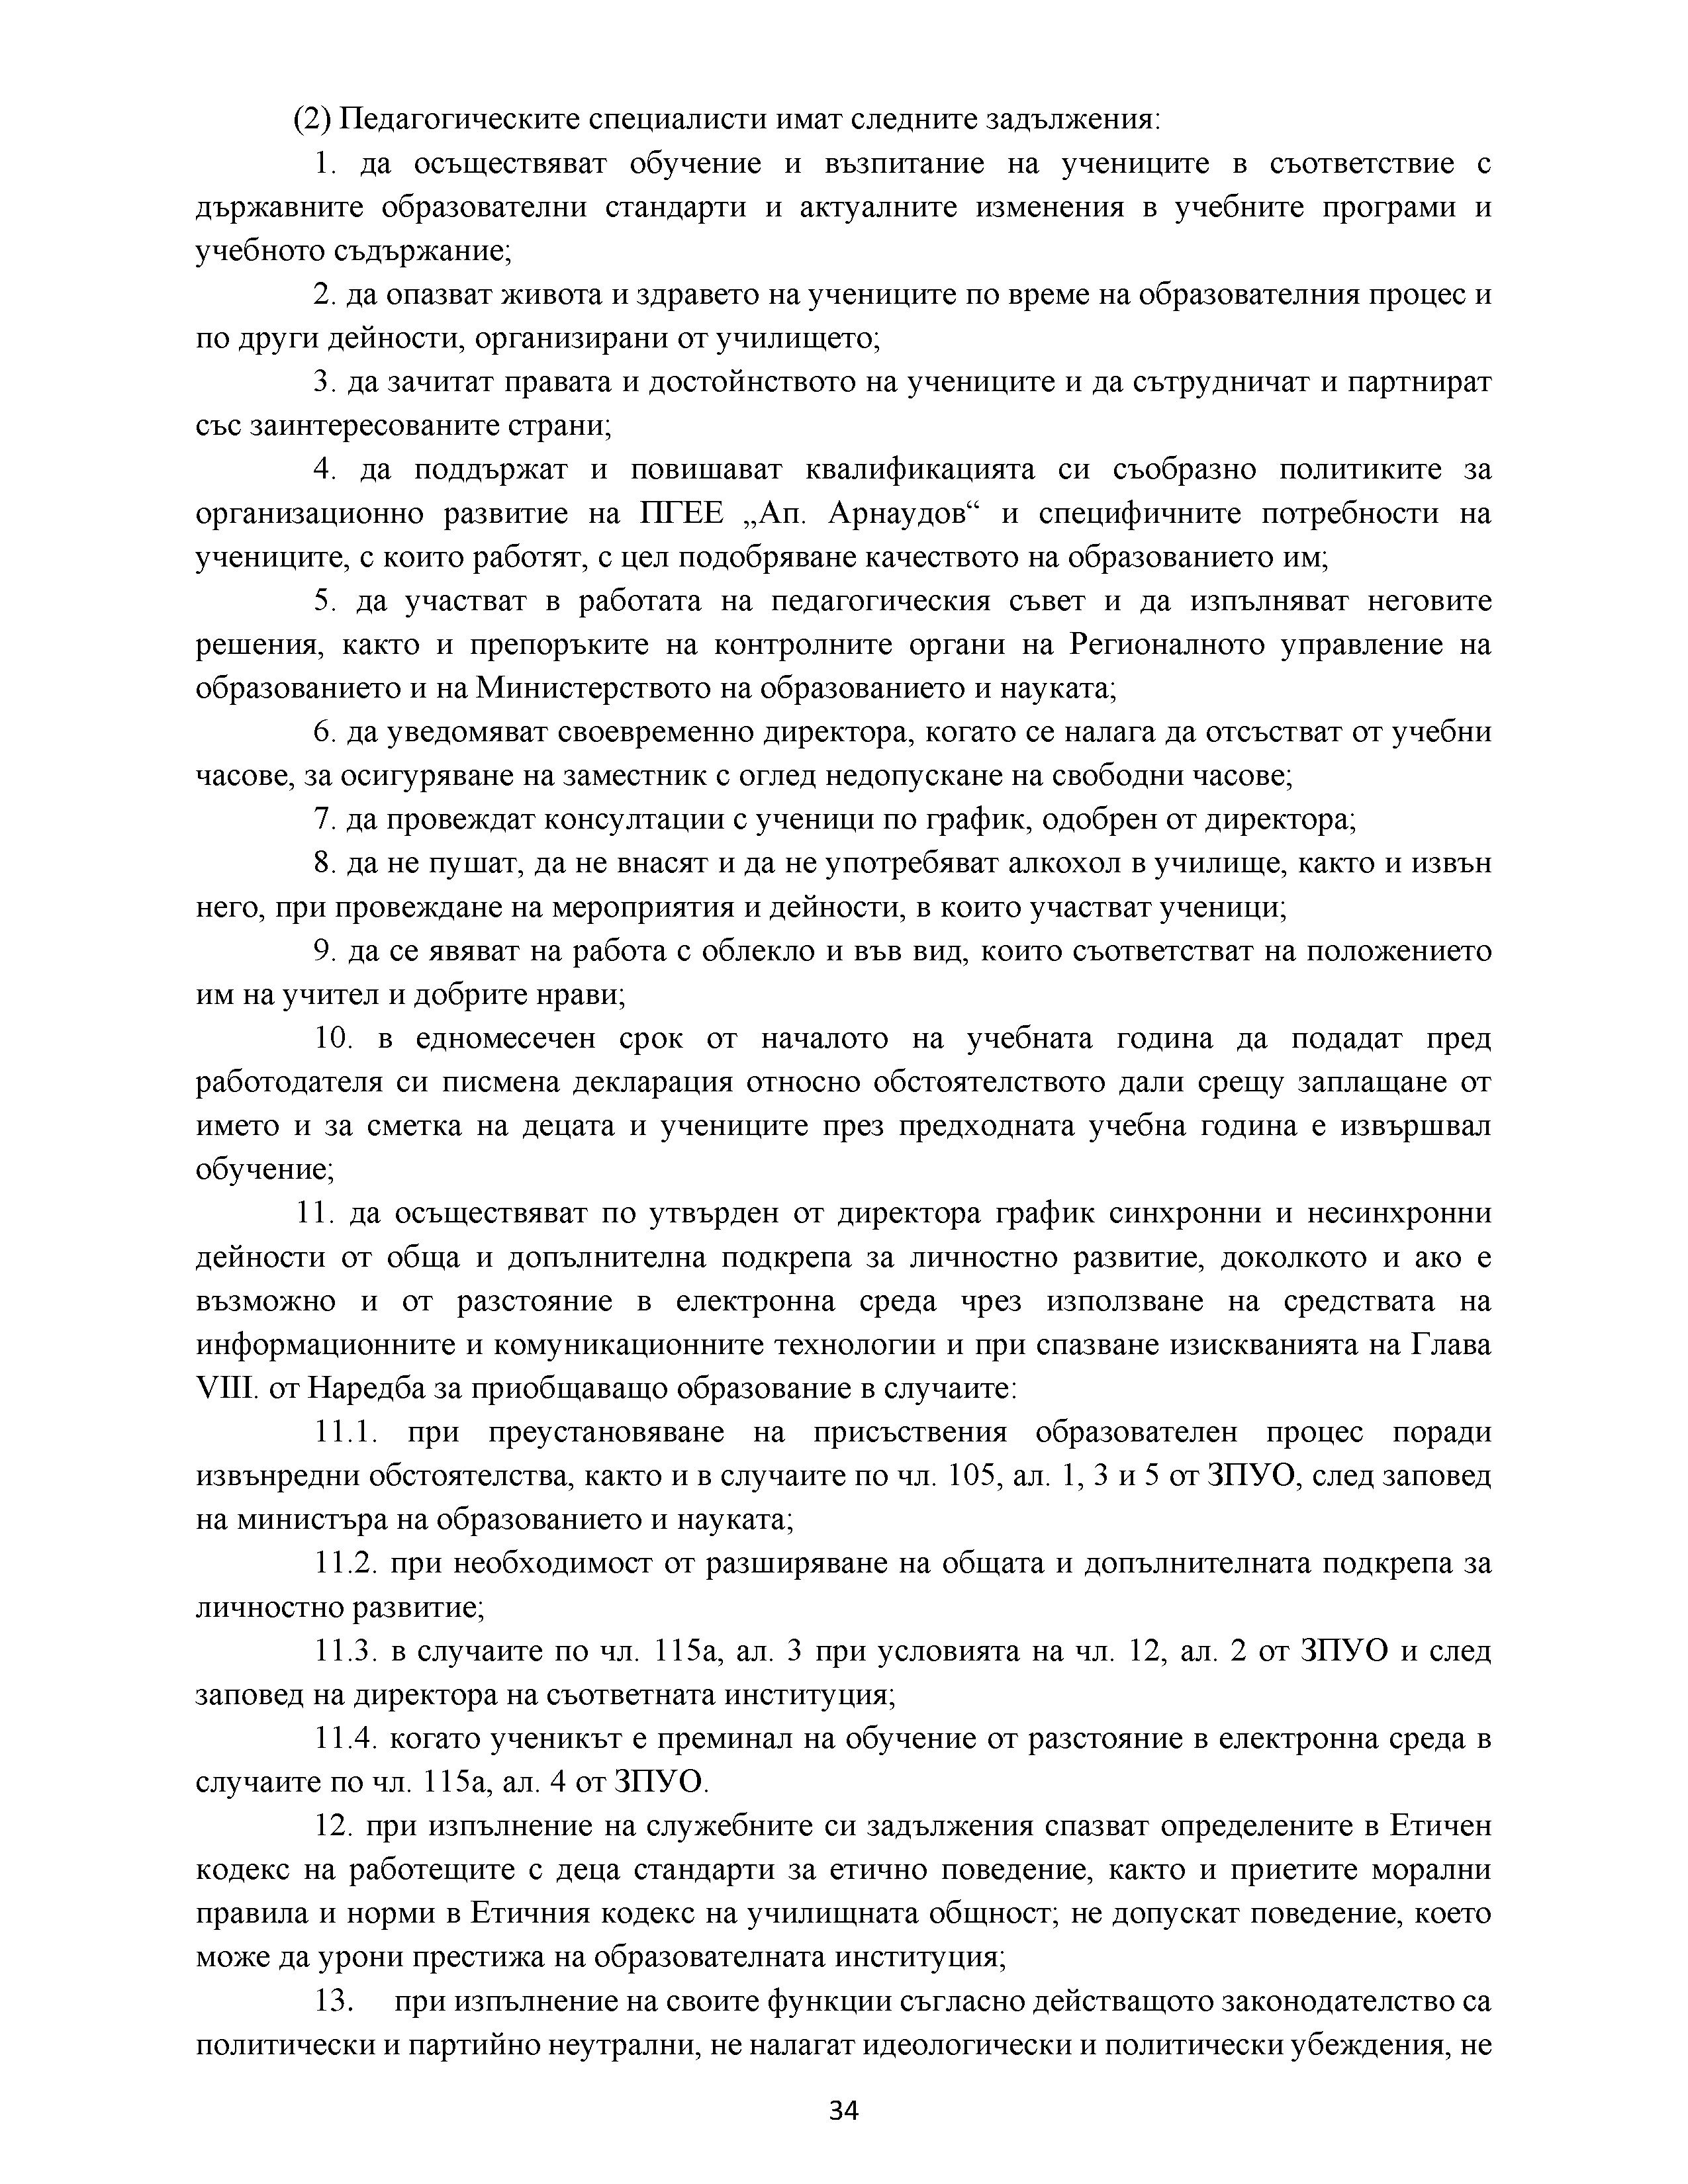 (2) Педагогическите специалисти имат следните задължения:
1. да осъществяват обучение и възпитание на учениците в съответствие с
държавните образователни стандарти и актуалните изменения в учебните програми и
учебното съдържание;
2. да опазват живота и здравето на учениците по време на образователния процес и
по други дейности, организирани от училището;
3. да зачитат правата и достойнството на учениците и да сътрудничат и партнират
със заинтересованите страни;
4. да поддържат и повишават квалификацията си съобразно политиките за
организационно развитие на ПГЕЕ „Ап. Арнаудов“ и специфичните потребности на
учениците, с които работят, с цел подобряване качеството на образованието им;
5. да участват в работата на педагогическия съвет и да изпълняват неговите
решения, както и препоръките на контролните органи на Регионалното управление на
образованието и на Министерството на образованието и науката;
6. да уведомяват своевременно директора, когато се налага да отсъстват от учебни
часове, за осигуряване на заместник с оглед недопускане на свободни часове;
7. да провеждат консултации с ученици по график, одобрен от директора;
8. да не пушат, да не внасят и да не употребяват алкохол в училище, както и извън
него, при провеждане на мероприятия и дейности, в които участват ученици;
9. да се явяват на работа с облекло и във вид, които съответстват на положението
им на учител и добрите нрави;
10. в едномесечен срок от началото на учебната година да подадат пред
работодателя си писмена декларация относно обстоятелството дали срещу заплащане от
името и за сметка на децата и учениците през предходната учебна година е извършвал
обучение;
11. да осъществяват по утвърден от директора график синхронни и несинхронни
дейности от обща и допълнителна подкрепа за личностно развитие, доколкото и ако е
възможно и от разстояние в електронна среда чрез използване на средствата на
информационните и комуникационните технологии и при спазване изискванията на Глава
VIII. от Наредба за приобщаващо образование в случаите:
11.1. при преустановяване на присъствения образователен процес поради
извънредни обстоятелства, както и в случаите по чл. 105, ал. 1, 3 и 5 от ЗПУО, след заповед
на министъра на образованието и науката;
11.2. при необходимост от разширяване на общата и допълнителната подкрепа за
личностно развитие;
11.3. в случаите по чл. 115а, ал. 3 при условията на чл. 12, ал. 2 от ЗПУО и след
заповед на директора на съответната институция;
11.4. когато ученикът е преминал на обучение от разстояние в електронна среда в
случаите по чл. 115а, ал. 4 от ЗПУО.
12. при изпълнение на служебните си задължения спазват определените в Етичен
кодекс на работещите с деца стандарти за етично поведение, както и приетите морални
правила и норми в Етичния кодекс на училищната общност; не допускат поведение, което
може да урони престижа на образователната институция;
13. при изпълнение на своите функции съгласно действащото законодателство са
политически и партийно неутрални, не налагат идеологически и политически убеждения, не
34